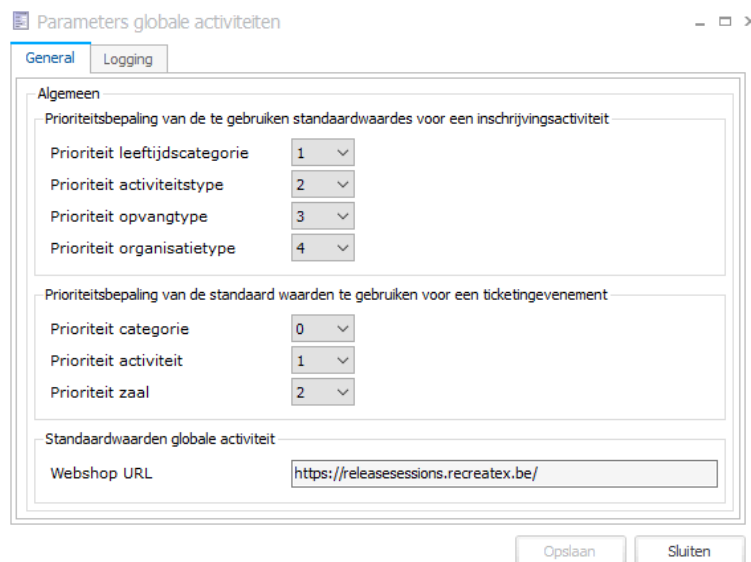 Parameters globale activiteiten
General Logging
Algemeen
Prioriteitsbepaling van de te gebruiken standaardwaardes voor een inschrijvingsactiviteit
Prioriteit leeftijdscategorie 1
Prioriteit activiteitstype 2
Prioriteit opvangtype 3
Prioriteit organisatietype 4
Prioriteitsbepaling van de standaard waarden te gebruiken voor een ticketingevenement
Prioriteit categorie 0
Prioriteit activiteit 1
Prioriteit zaal 2
Standaardwaarden globale activiteit
Webshop URL https://releasesessions.recreatex.be/
Opslaan Sluiten